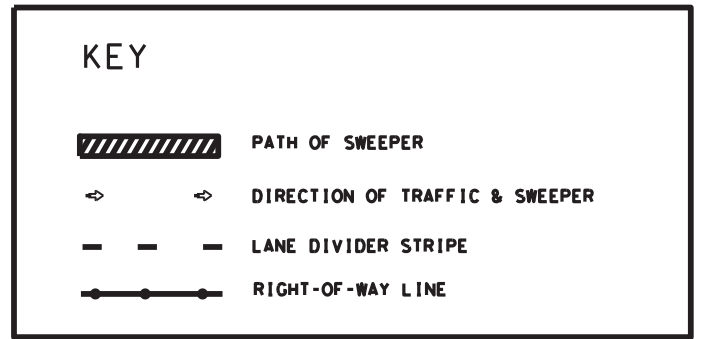 KEY
PATH OF SWEEPER
DIRECTION OF TRAFFIC & SWEEPER
LANE DIVIDER STRIPE
RIGHT-OF-WAY LINE